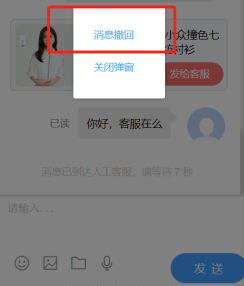 消息撤回
小众撞色七
衬衫
关闭弹窗
发给客服
已读
你好，客服在么
消息已到达人工客服，请等待 7 秒
请输入...
发 送